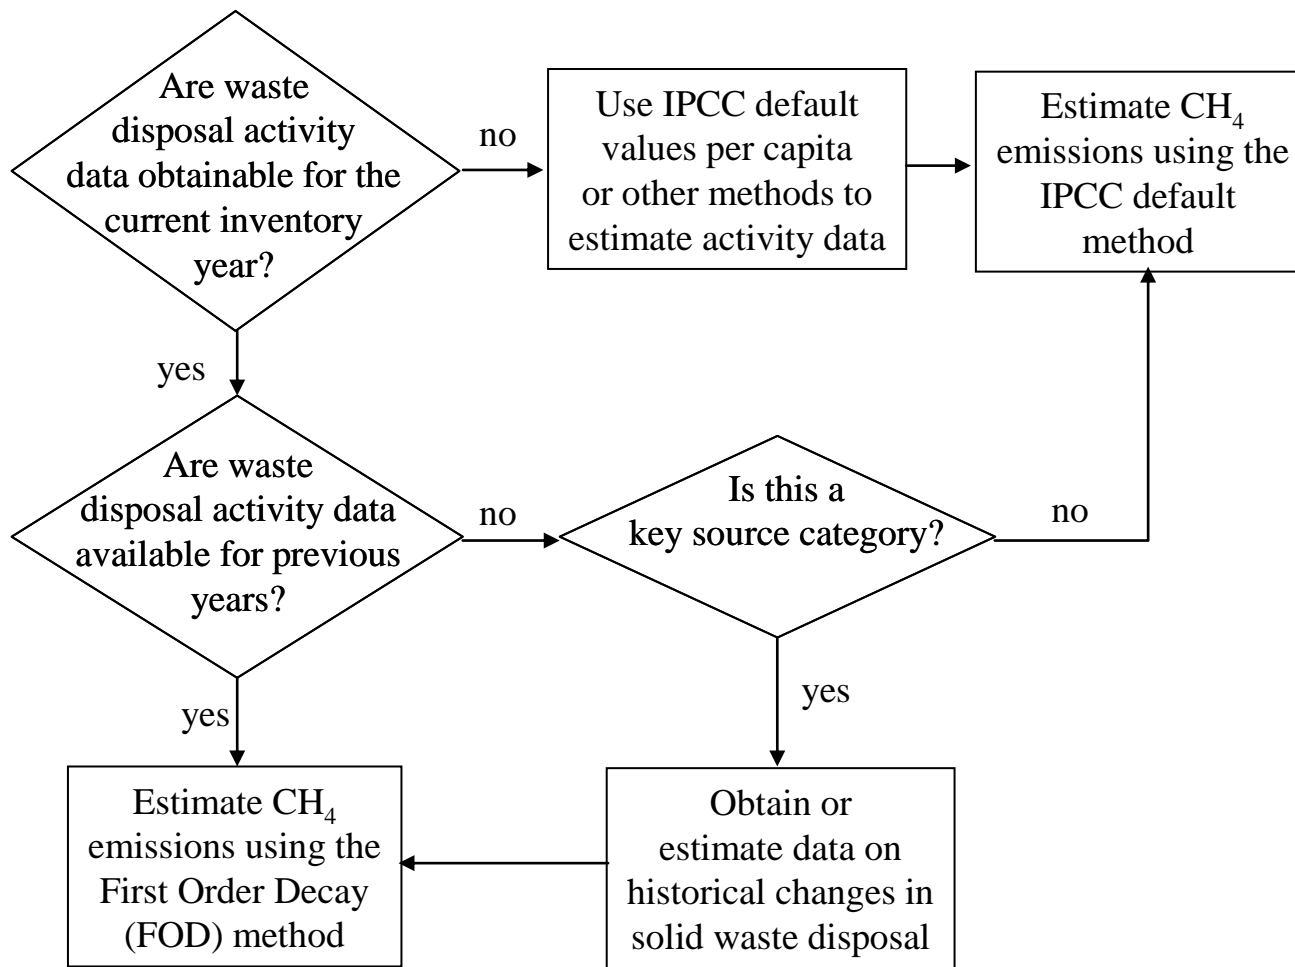 Are waste
disposal activity
data obtainable for the
current inventory
year?
no
Use IPCC default
values per capita
or other methods to
estimate activity data
Estimate CH₄
emissions using the
IPCC default
method
yes
Are waste
disposal activity data
available for previous
years?
no
Is this a
key source category?
no
yes
yes
Estimate CH₄
emissions using the
First Order Decay
(FOD) method
Obtain or
estimate data on
historical changes in
solid waste disposal